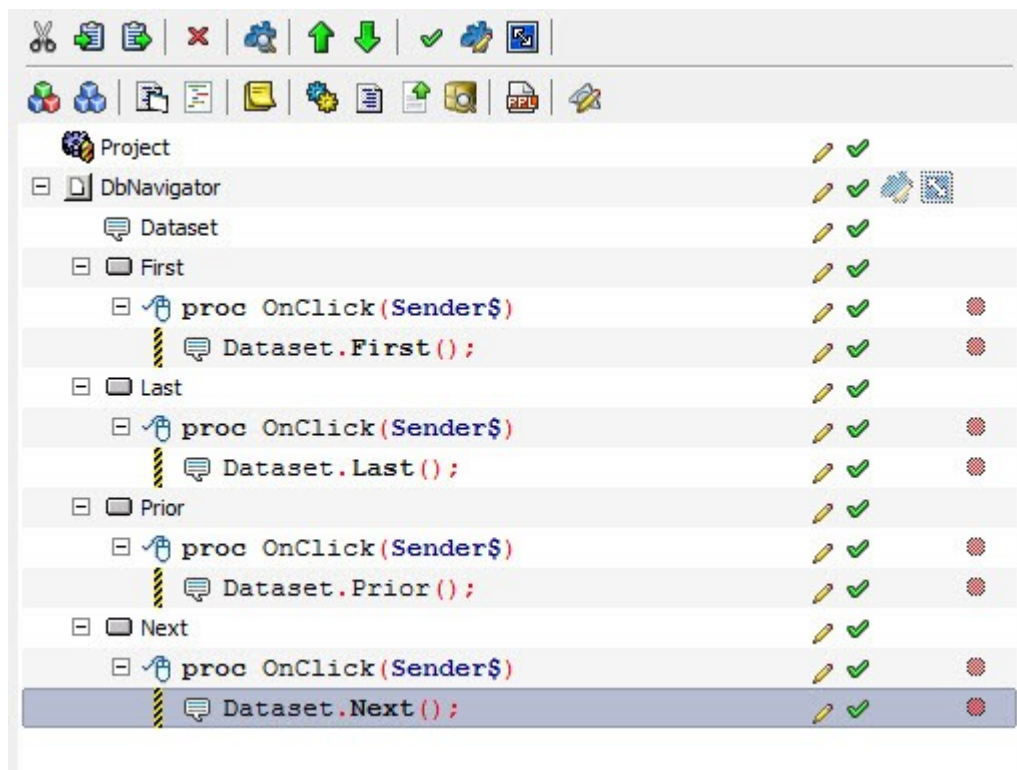 RPL
Project
DbNavigator
Dataset
First
proc OnClick(Sender$)
Dataset.First();
Last
proc OnClick(Sender$)
Dataset.Last();
Prior
proc OnClick(Sender$)
Dataset.Prior();
Next
proc OnClick(Sender$)
Dataset.Next();